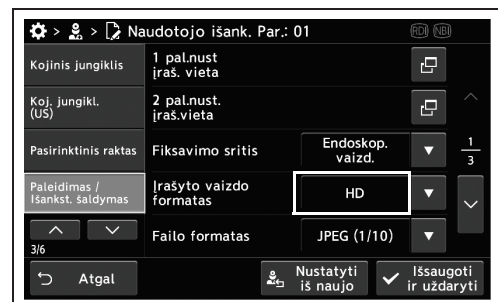 > > Naudotojo išank. Par.: 01 RDI NBI
Kojinis jungiklis
Koj. jungikl.
(US)
Pasirinktinis raktas
Paleidimas /
Išankst. šaldymas
3/6
1 pal.nust
įraš. vieta
2 pal.nust.
įraš.vieta
Fiksavimo sritis
Endoskop.
vaizd.
Įrašyto vaizdo
formatas
HD
Failo formatas
JPEG (1/10)
1
3
Atgal
Nustatyti
iš naujo
Išsaugoti
ir uždaryti